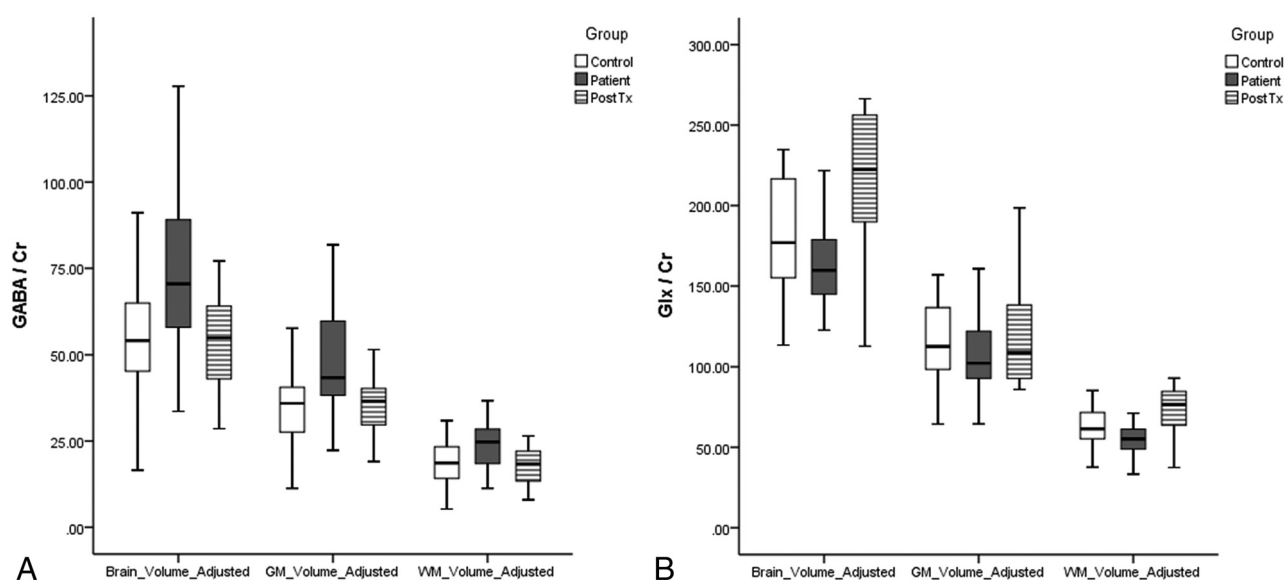 Group
Control
Patient
PostTx
125.00
100.00
75.00
50.00
25.00
.00
GABA / Cr
Brain_Volume_Adjusted GM_Volume_Adjusted WM_Volume_Adjusted
A
Group
Control
Patient
PostTx
300.00
250.00
200.00
150.00
100.00
50.00
.00
Glx / Cr
Brain_Volume_Adjusted GM_Volume_Adjusted WM_Volume_Adjusted
B